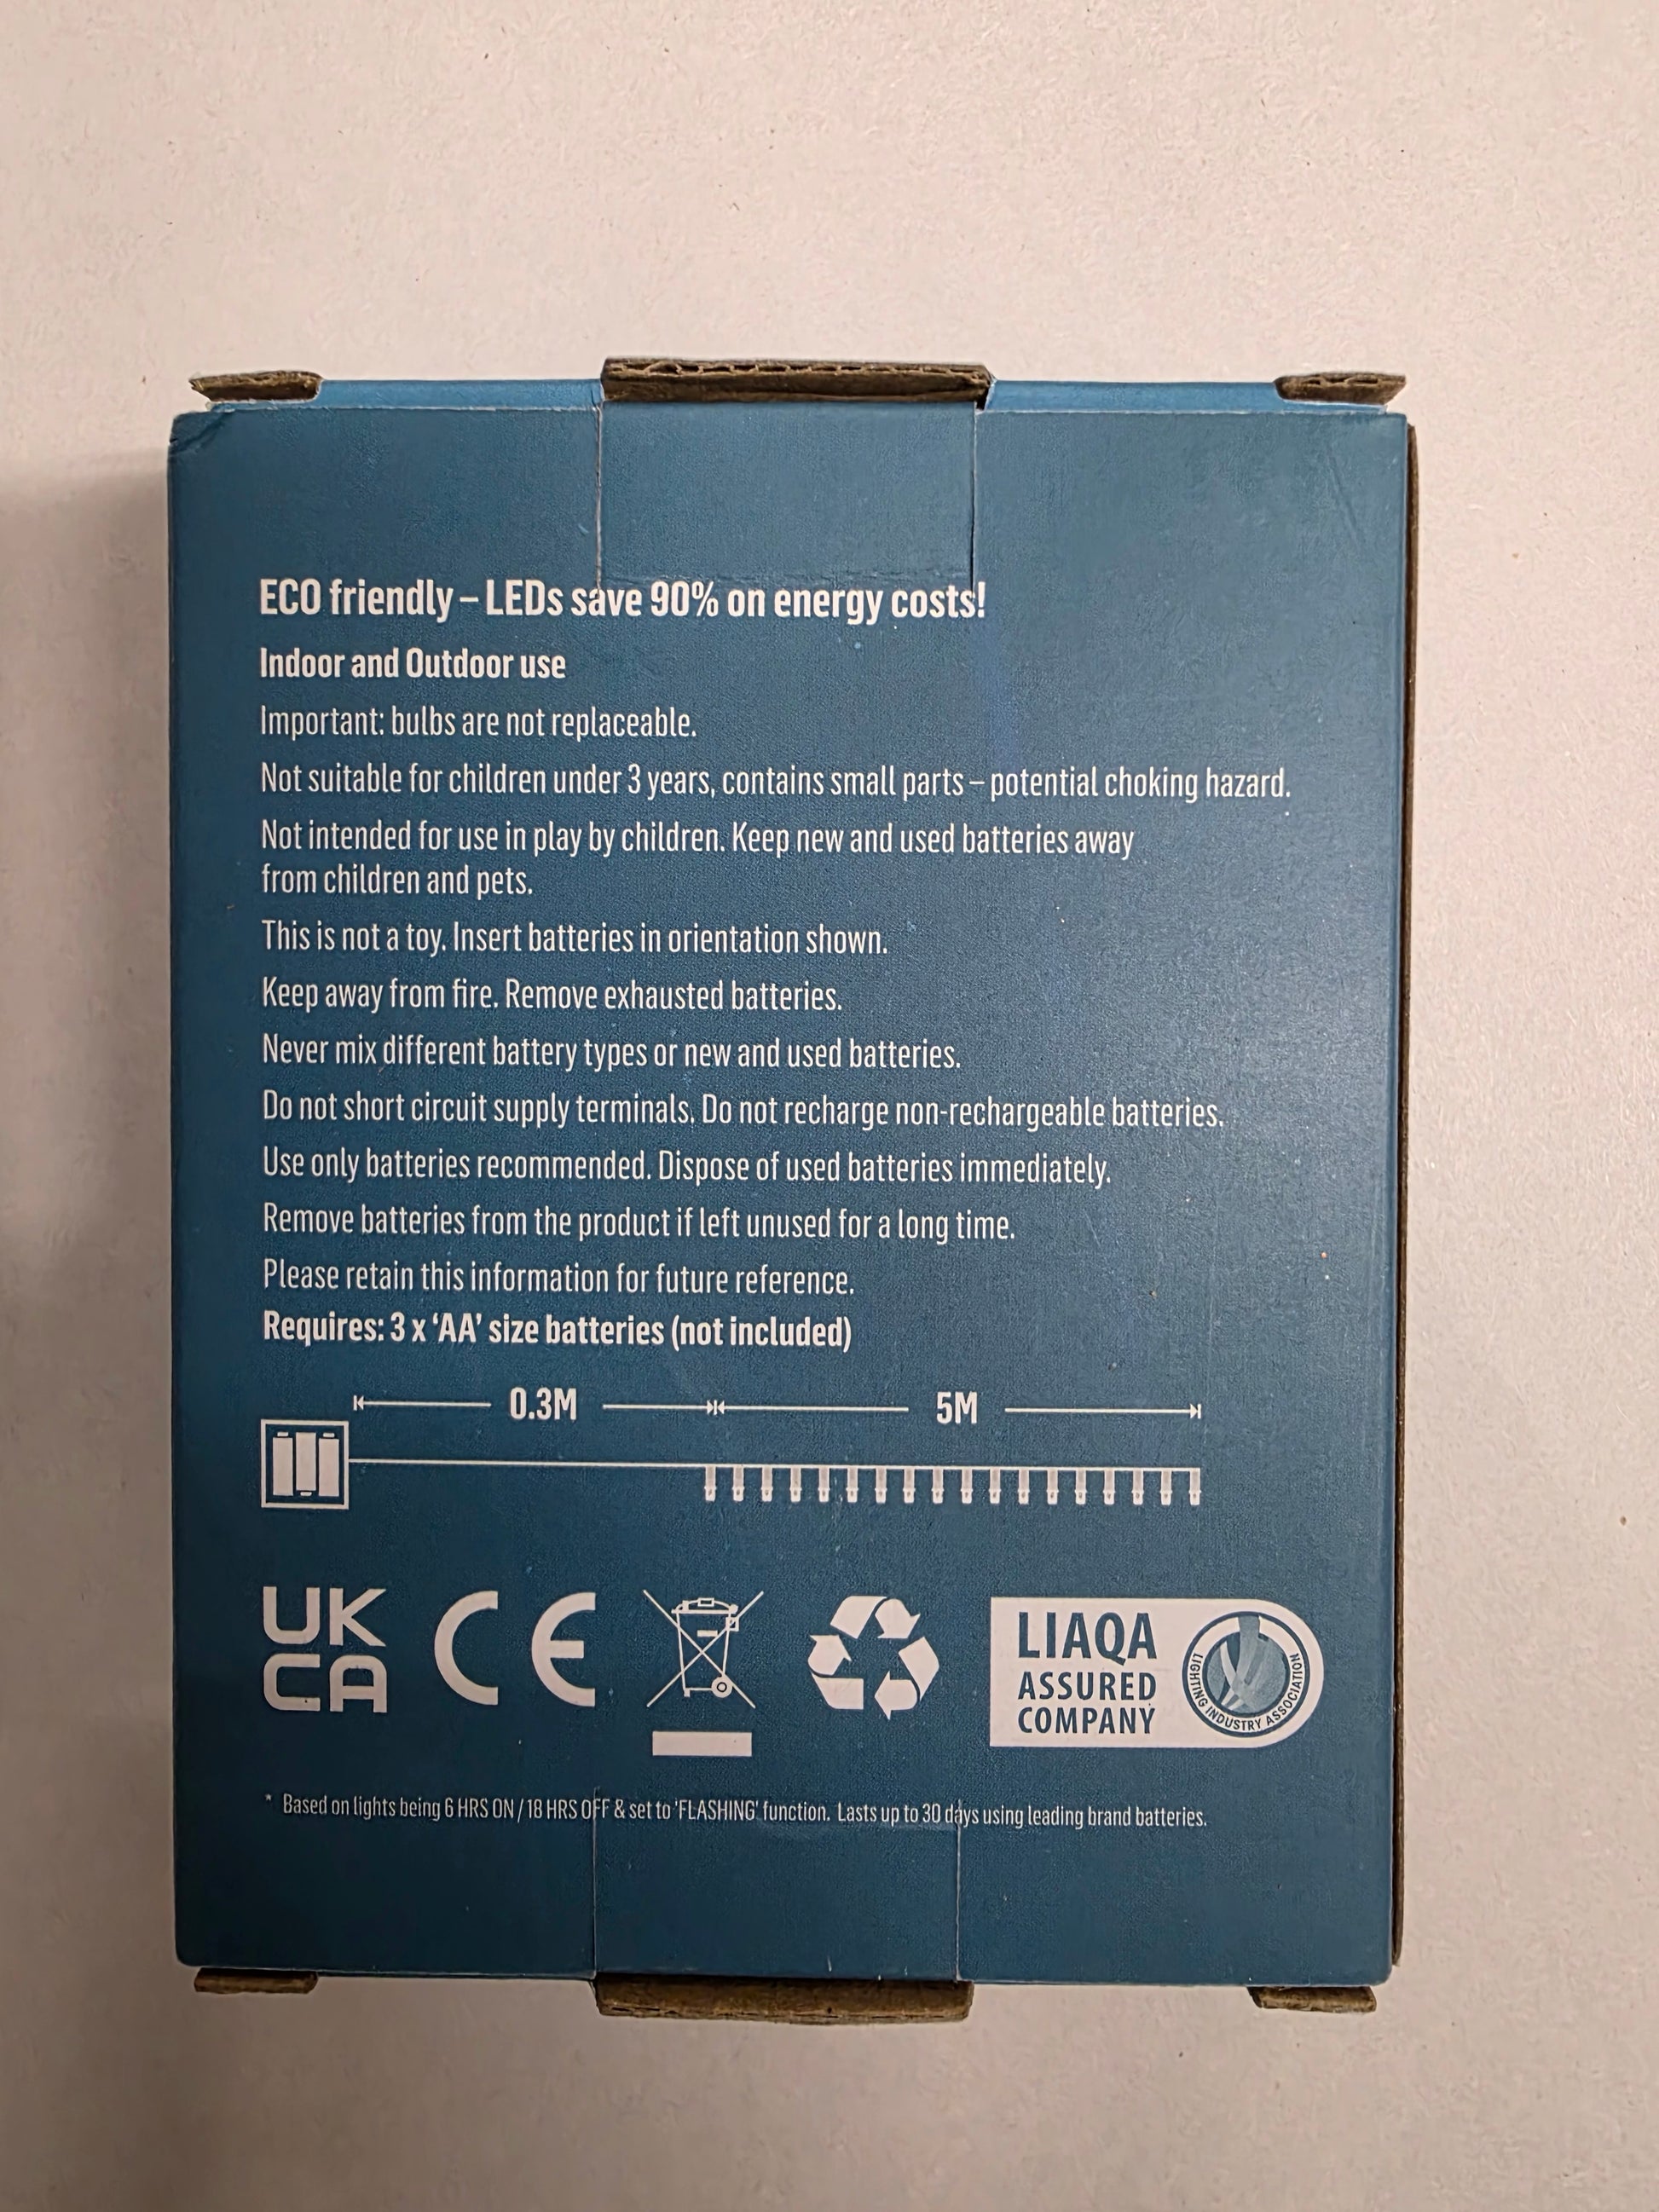 ECO friendly – LEDs save 90% on energy costs!
Indoor and Outdoor use
Important: bulbs are not replaceable.
Not suitable for children under 3 years, contains small parts – potential choking hazard.
Not intended for use in play by children. Keep new and used batteries away
from children and pets.
This is not a toy. Insert batteries in orientation shown.
Keep away from fire. Remove exhausted batteries.
Never mix different battery types or new and used batteries.
Do not short circuit supply terminals. Do not recharge non-rechargeable batteries.
Use only batteries recommended. Dispose of used batteries immediately.
Remove batteries from the product if left unused for a long time.
Please retain this information for future reference.
Requires: 3 x ‘AA’ size batteries (not included)
0.3M 5M
UK
CA
CE
LIAQA
ASSURED
COMPANY
LIGHTING INDUSTRY ASSOCIATION
* Based on lights being 6 HRS ON / 18 HRS OFF & set to 'FLASHING' function. Lasts up to 30 days using leading brand batteries.